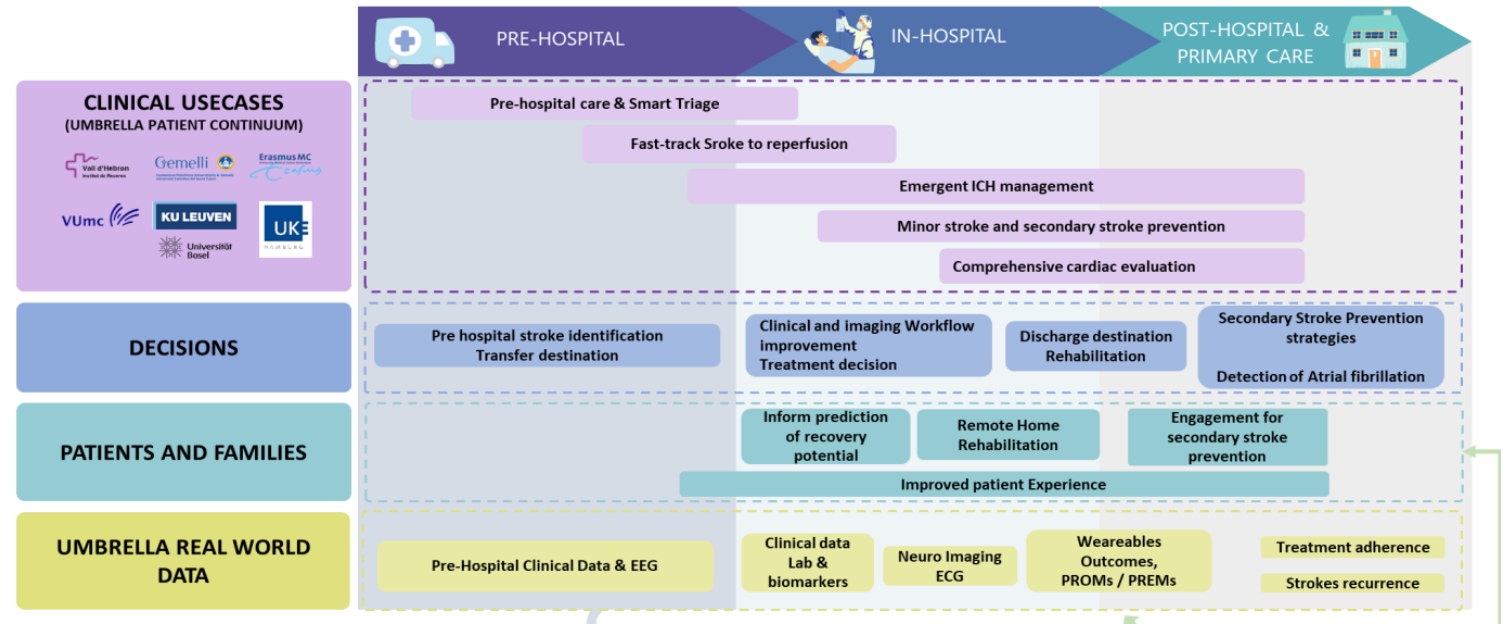 PRE-HOSPITAL
IN-HOSPITAL
POST-HOSPITAL &
PRIMARY CARE
CLINICAL USECASES
(UMBRELLA PATIENT CONTINUUM)
Vall d'Hebron
Institut de Recerca
Gemelli
Erasmus MC
VUmc
KU LEUVEN
Universität
Basel
UKE
HAMBURG
Pre-hospital care & Smart Triage
Fast-track Sroke to reperfusion
Emergent ICH management
Minor stroke and secondary stroke prevention
Comprehensive cardiac evaluation
DECISIONS
Pre hospital stroke identification
Transfer destination
Clinical and imaging Workflow
improvement
Treatment decision
Discharge destination
Rehabilitation
Secondary Stroke Prevention
strategies
Detection of Atrial fibrillation
PATIENTS AND FAMILIES
Inform prediction
of recovery
potential
Remote Home
Rehabilitation
Engagement for
secondary stroke
prevention
Improved patient Experience
UMBRELLA REAL WORLD
DATA
Pre-Hospital Clinical Data & EEG
Clinical data
Lab &
biomarkers
Neuro Imaging
ECG
Weareables
Outcomes,
PROMs / PREMs
Treatment adherence
Strokes recurrence